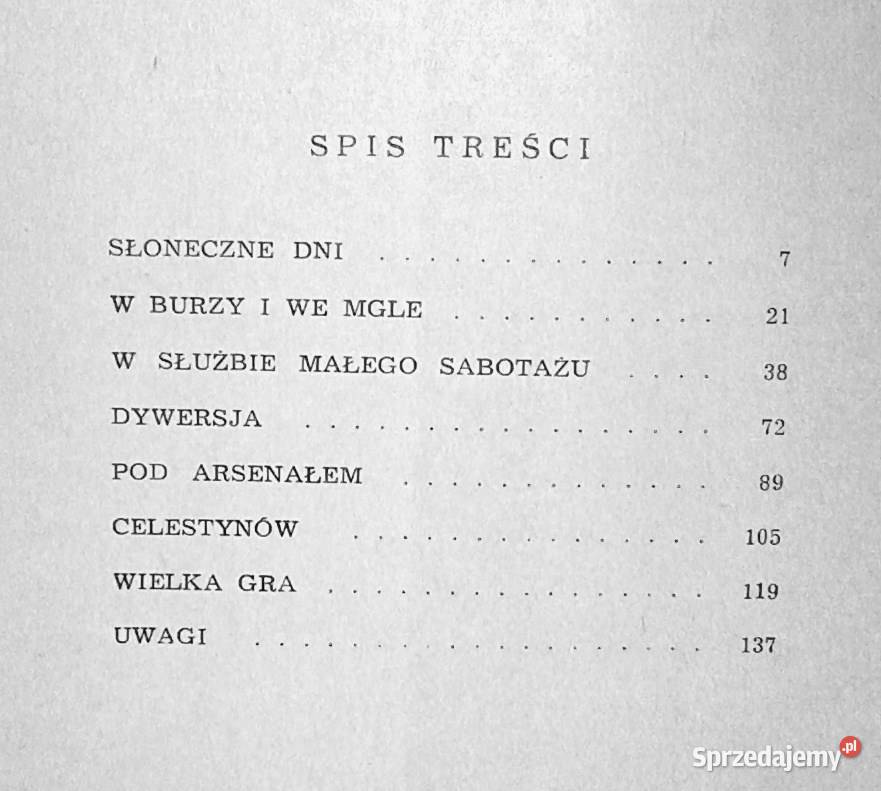 SPIS TREŚCI
SŁONECZNE DNI . . . . . . . . . . . . . . 7
W BURZY I WE MGLE . . . . . . . . . . . 21
W SŁUŻBIE MAŁEGO SABOTAŻU . . . . 38
DYWERSJA . . . . . . . . . . . . . . . . . 72
POD ARSENAŁEM . . . . . . . . . . . . . 89
CELESTYNÓW . . . . . . . . . . . . . . . 105
WIELKA GRA . . . . . . . . . . . . . . . . 119
UWAGI . . . . . . . . . . . . . . . . . . . 137
Sprzedajemy.pl